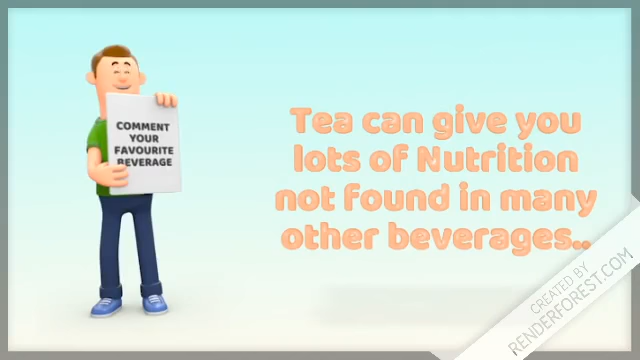 COMMENT
YOUR
FAVOURITE
BEVERAGE
Tea can give you
lots of Nutrition
not found in many
other beverages..
CREATED BY
RENDERFOREST.COM